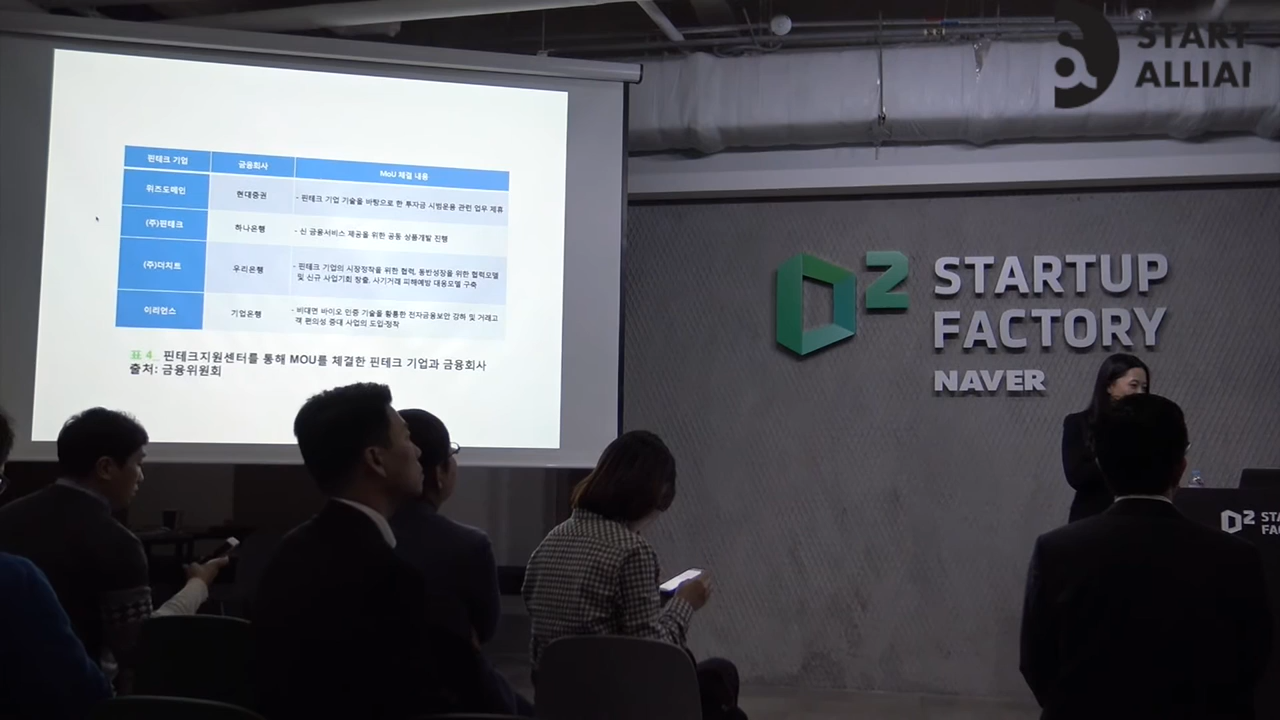 START
ALLIAN
핀테크 기업 금융회사 MoU 체결 내용
위즈도메인 현대증권 - 핀테크 기업 기술을 바탕으로 한 투자금 시범운용 관련 업무 제휴
(주)핀테크 하나은행 - 신 금융서비스 제공을 위한 공동 상품개발 진행
(주)더치트 우리은행 - 핀테크 기업의 시장정착을 위한 협력, 동반성장을 위한 협력모델
및 신규 사업기회 창출, 사기거래 피해예방 대응모델 구축
이리언스 기업은행 - 비대면 바이오 인증 기술을 활용한 전자금융보안 강화 및 거래고
객 편의성 증대 사업의 도입·정착
표 4_ 핀테크지원센터를 통해 MOU를 체결한 핀테크 기업과 금융회사
출처: 금융위원회
D2 STARTUP
FACTORY
NAVER
D2 STA
FA